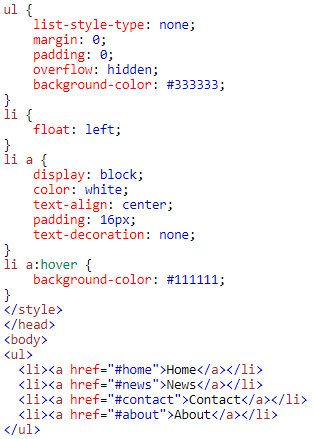 ul {
    list-style-type: none;
    margin: 0;
    padding: 0;
    overflow: hidden;
    background-color: #333333;
}
li {
    float: left;
}
li a {
    display: block;
    color: white;
    text-align: center;
    padding: 16px;
    text-decoration: none;
}
li a:hover {
    background-color: #111111;
}
</style>
</head>
<body>
<ul>
  <li><a href="#home">Home</a></li>
  <li><a href="#news">News</a></li>
  <li><a href="#contact">Contact</a></li>
  <li><a href="#about">About</a></li>
</ul>